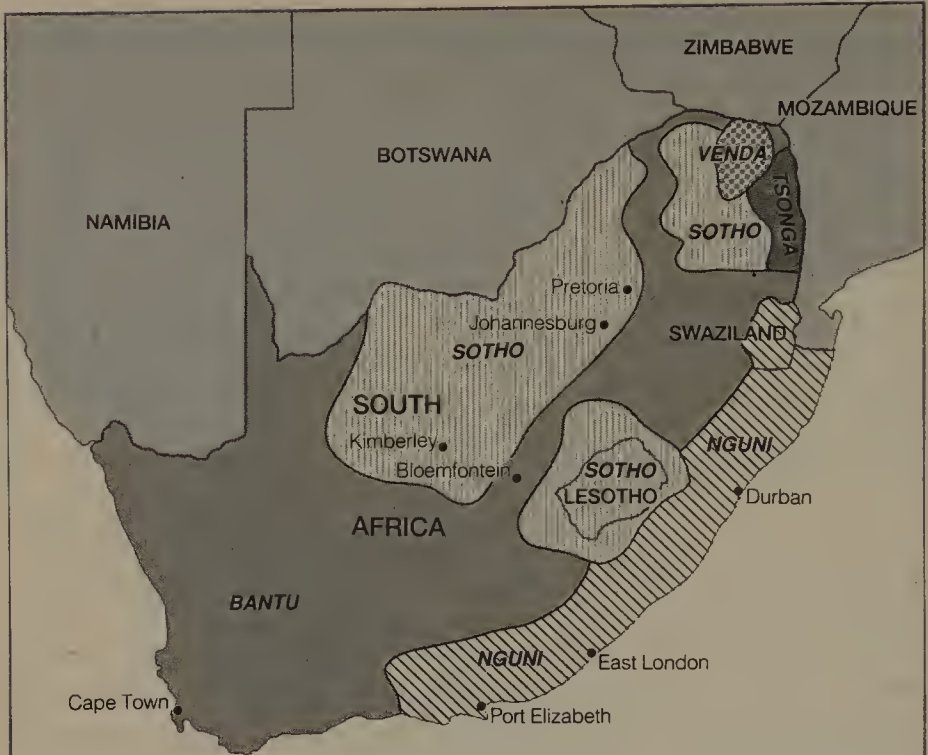 ZIMBABWE
MOZAMBIQUE
BOTSWANA
VENDA
TSONGA
NAMIBIA
SOTHO
Pretoria
Johannesburg
SWAZILAND
SOTHO
SOUTH
Kimberley
NGUNI
Bloemfontein
SOTHO
LESOTHO
Durban
AFRICA
BANTU
NGUNI
East London
Cape Town
Port Elizabeth